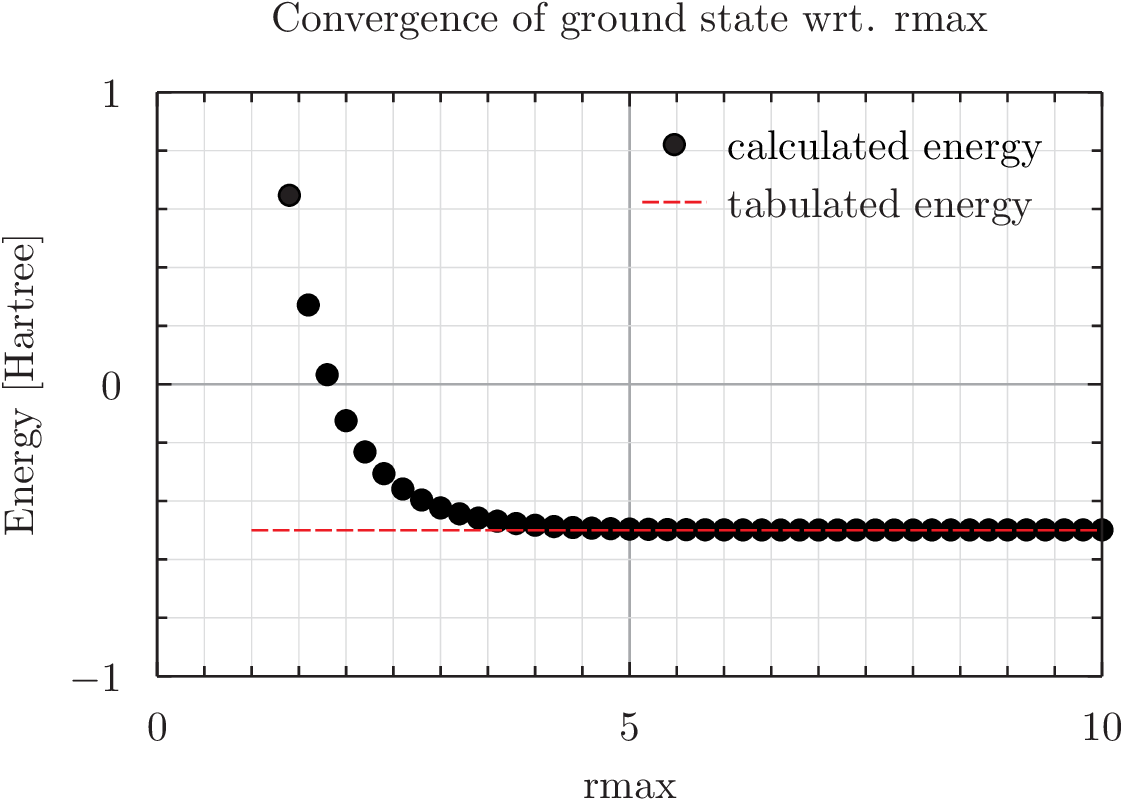 Convergence of ground state wrt. rmax
1
calculated energy
tabulated energy
Energy [Hartree]
0
−1
0 5 10
rmax